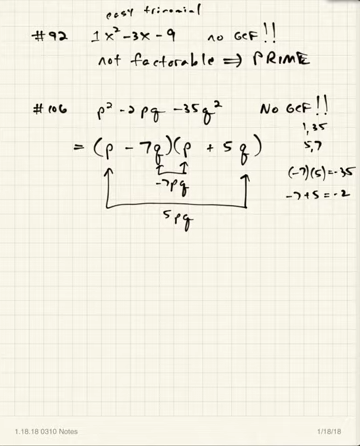 easy trinomial
#92 1x² -3x - 9 no GCF!!
not factorable ⇒ PRIME
#106 p² - 2pq - 35q² No GCF!!
1,35
= (p - 7q)(p + 5q) 5,7
-7pq (-7)(5) = -35
5pq -7+5 = -2
1.18.18 0310 Notes 1/18/18